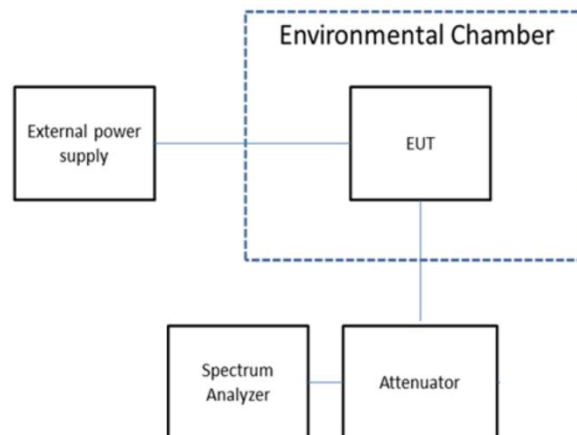 Environmental Chamber
External power
supply
EUT
Spectrum
Analyzer
Attenuator